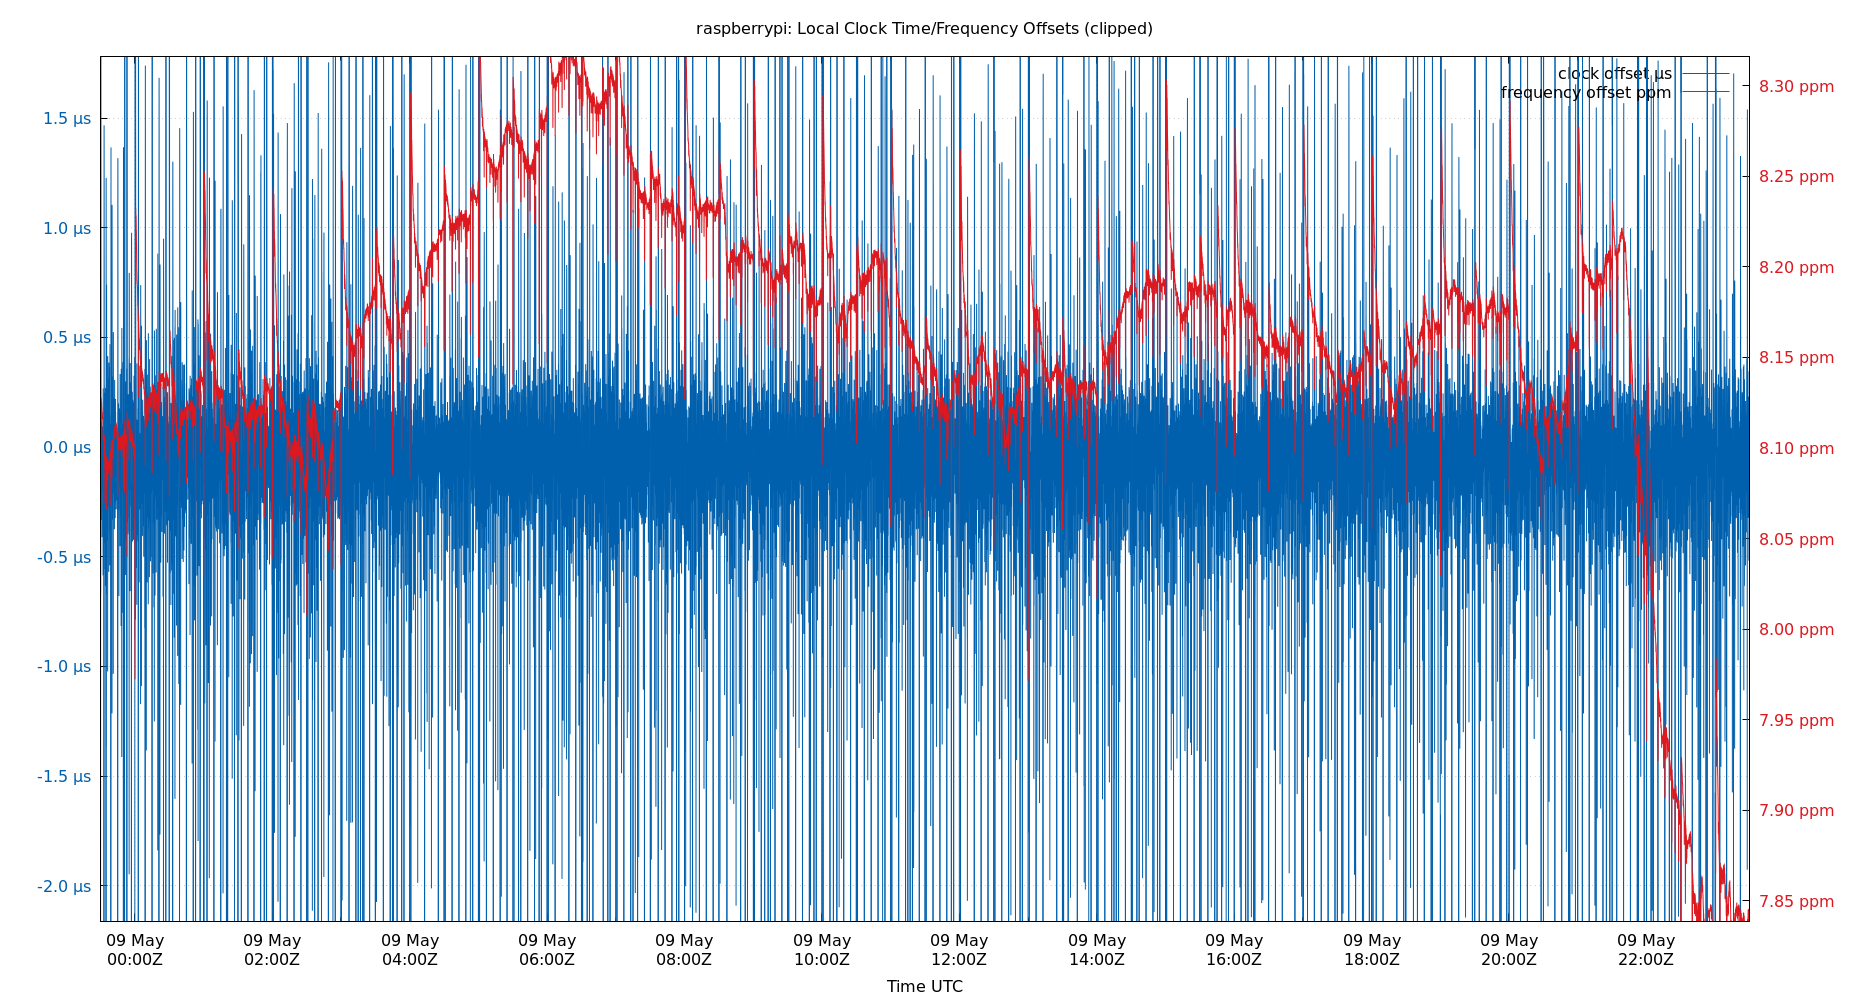 raspberrypi: Local Clock Time/Frequency Offsets (clipped)
clock offset µs
frequency offset ppm
1.5 µs
1.0 µs
0.5 µs
0.0 µs
-0.5 µs
-1.0 µs
-1.5 µs
-2.0 µs
8.30 ppm
8.25 ppm
8.20 ppm
8.15 ppm
8.10 ppm
8.05 ppm
8.00 ppm
7.95 ppm
7.90 ppm
7.85 ppm
09 May 09 May 09 May 09 May 09 May 09 May 09 May 09 May 09 May 09 May 09 May 09 May
00:00Z 02:00Z 04:00Z 06:00Z 08:00Z 10:00Z 12:00Z 14:00Z 16:00Z 18:00Z 20:00Z 22:00Z
Time UTC